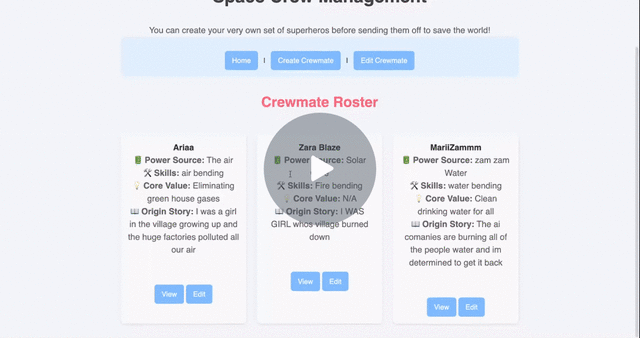 Space Crew Management
You can create your very own set of superheros before sending them off to save the world!
Home | Create Crewmate | Edit Crewmate
Crewmate Roster
Ariaa
Power Source: The air
Skills: air bending
Core Value: Eliminating
green house gases
Origin Story: I was a girl
in the village growing up and
the huge factories polluted all
our air
View Edit
Zara Blaze
Power Source: Solar
Skills: Fire bending
Core Value: N/A
Origin Story: I WAS
GIRL whos village burned
down
View Edit
MariiZammm
Power Source: zam zam
Water
Skills: water bending
Core Value: Clean
drinking water for all
Origin Story: The ai
comanies are burning all of
the people water and im
determined to get it back
View Edit